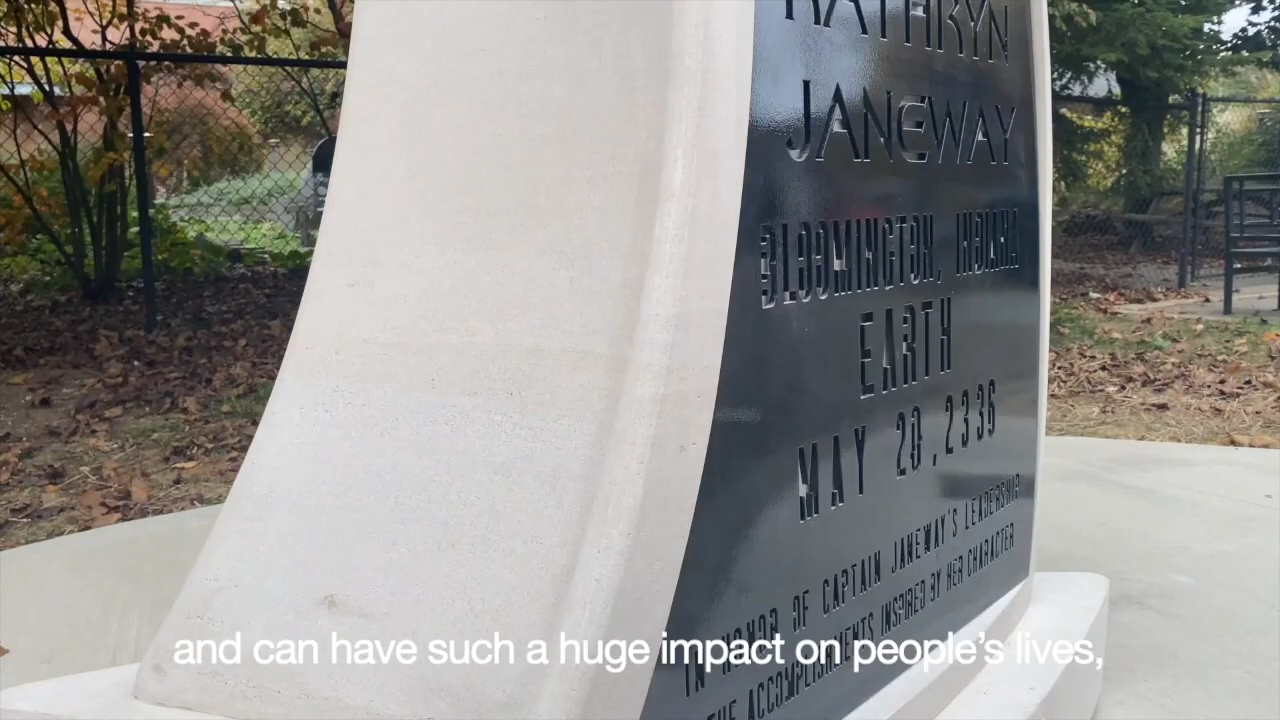 KATHRYN
JANEWAY
BLOOMINGTON, INDIANA
EARTH
MAY 20, 2336
IN HONOR OF CAPTAIN JANEWAY'S LEADERSHIP
THE ACCOMPLISHMENTS INSPIRED BY HER CHARACTER
and can have such a huge impact on people's lives,